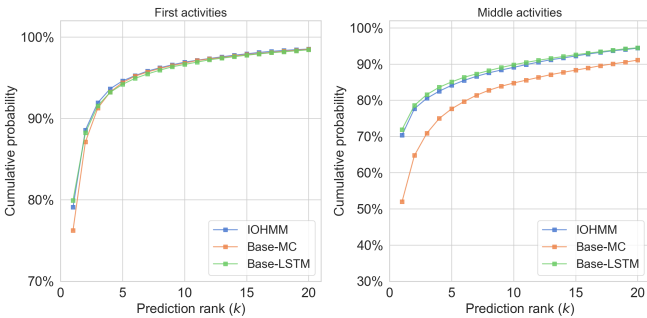 First activities
100%
90%
80%
70%
Cumulative probability
0 5 10 15 20
Prediction rank (k)
IOHMM
Base-MC
Base-LSTM
Middle activities
100%
90%
80%
70%
60%
50%
40%
30%
Cumulative probability
0 5 10 15 20
Prediction rank (k)
IOHMM
Base-MC
Base-LSTM